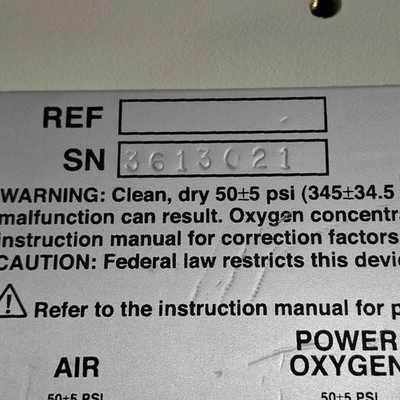 REF
SN 3613021
WARNING: Clean, dry 50±5 psi (345±34.5
malfunction can result. Oxygen concentra
instruction manual for correction factors
CAUTION: Federal law restricts this devi
⚠ Refer to the instruction manual for p
POWER
AIR OXYGEN
50±5 PSI 50±5 PSI